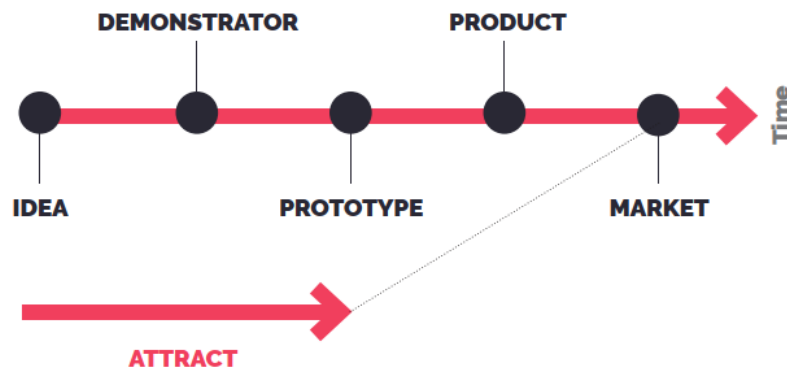 DEMONSTRATOR
PRODUCT
Time
IDEA
PROTOTYPE
MARKET
ATTRACT